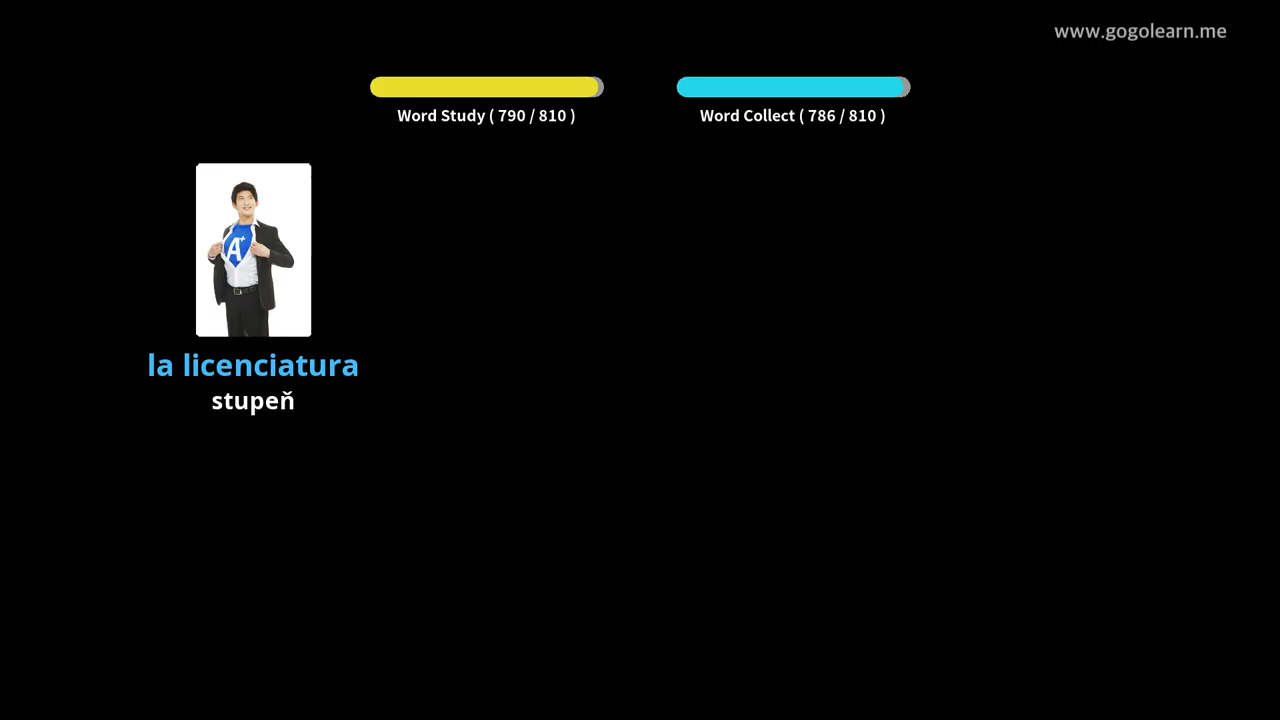 www.gogolearn.me
Word Study ( 790 / 810 )
Word Collect ( 786 / 810 )
A+
la licenciatura
stupeň